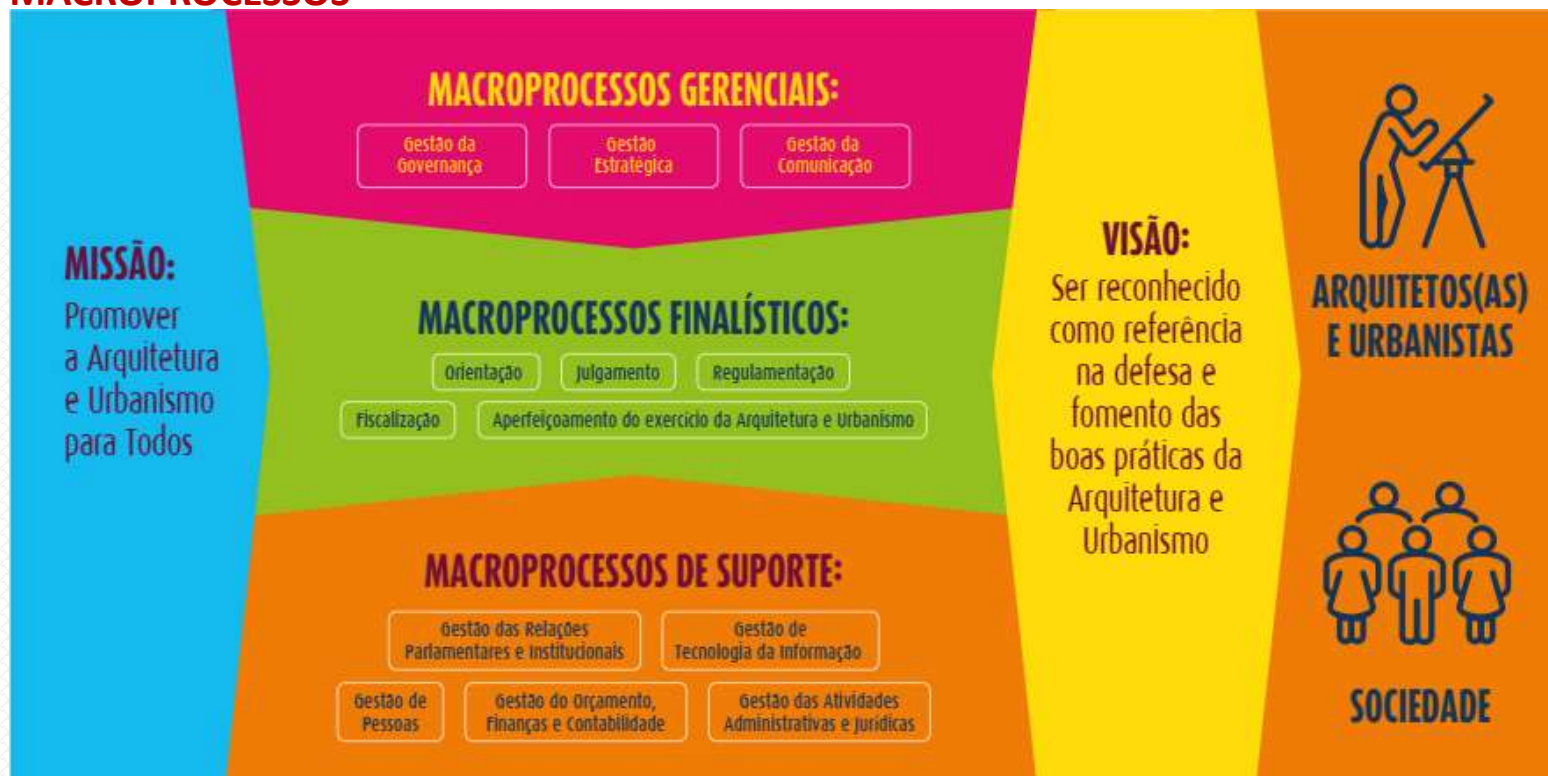 MACROPROCESSOS
MISSÃO:
Promover
a Arquitetura
e Urbanismo
para Todos
MACROPROCESSOS GERENCIAIS:
Gestão da
Governança
Gestão
Estratégica
Gestão da
Comunicação
MACROPROCESSOS FINALÍSTICOS:
Orientação
Julgamento
Regulamentação
Fiscalização
Aperfeiçoamento do exercício da Arquitetura e Urbanismo
MACROPROCESSOS DE SUPORTE:
Gestão das Relações
Parlamentares e Institucionais
Gestão de
Tecnologia da Informação
Gestão de
Pessoas
Gestão do Orçamento,
Finanças e Contabilidade
Gestão das Atividades
Administrativas e Jurídicas
VISÃO:
Ser reconhecido
como referência
na defesa e
fomento das
boas práticas da
Arquitetura e
Urbanismo
ARQUITETOS(AS)
E URBANISTAS
SOCIEDADE